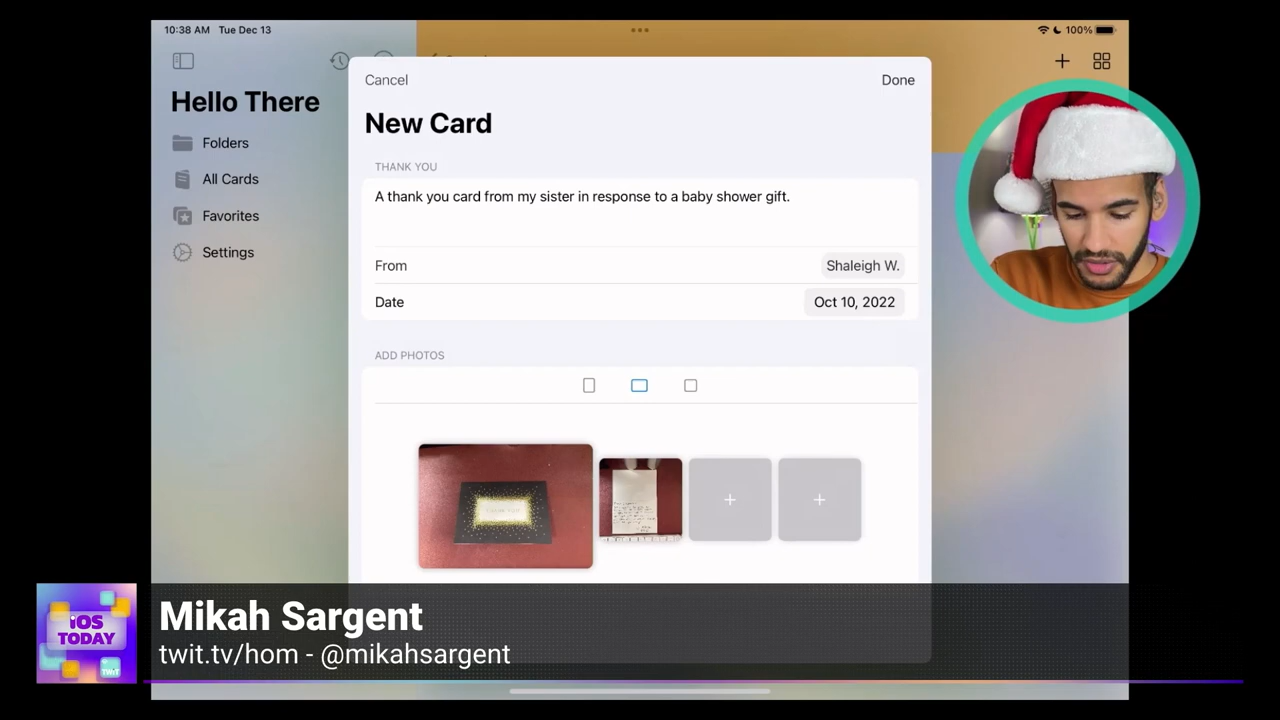 10:38 AM Tue Dec 13
100%
Cancel
Done
New Card
Hello There
Folders
All Cards
Favorites
Settings
THANK YOU
A thank you card from my sister in response to a baby shower gift.
From
Shaleigh W.
Date
Oct 10, 2022
ADD PHOTOS
iOS
TODAY
TWiT
Mikah Sargent
twit.tv/hom - @mikahsargent